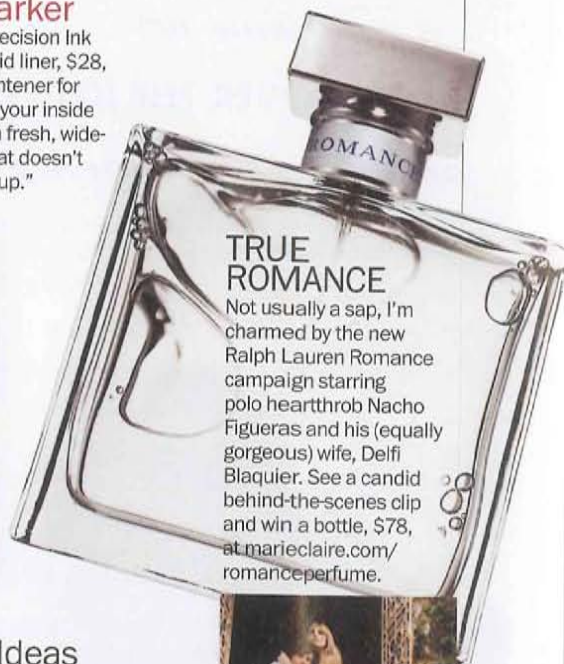 arker
ecision Ink
id liner, $28,
tener for
your inside
fresh, wide-
at doesn't
up."
ROMANCE
TRUE
ROMANCE
Not usually a sap, I'm
charmed by the new
Ralph Lauren Romance
campaign starring
polo heartthrob Nacho
Figueras and his (equally
gorgeous) wife, Delfi
Blaquier. See a candid
behind-the-scenes clip
and win a bottle, $78,
at marieclaire.com/
romanceperfume.
Ideas